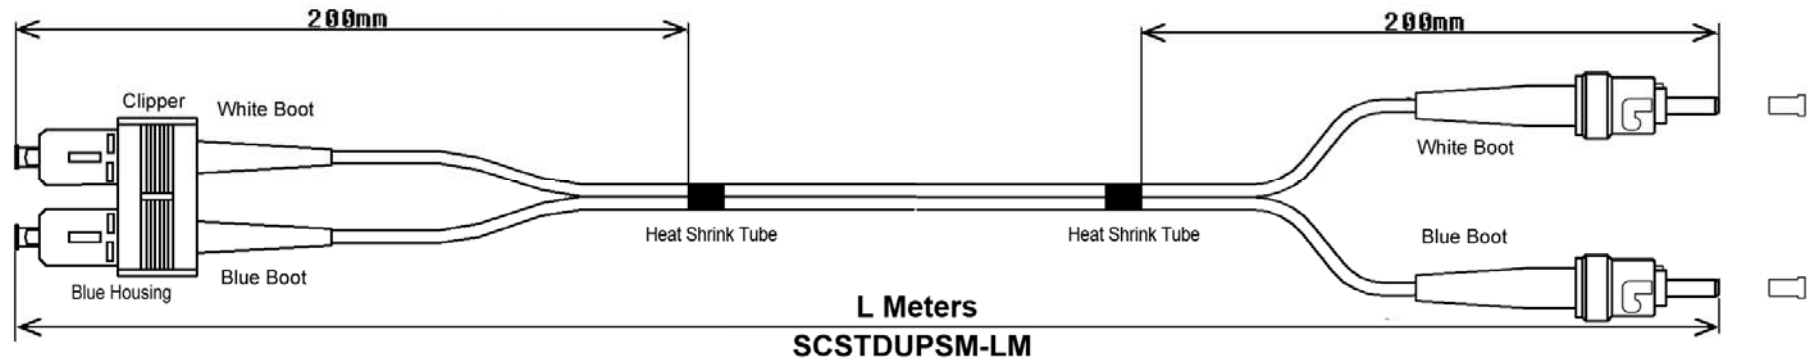 200mm
200mm
Clipper
White Boot
White Boot
Heat Shrink Tube
Heat Shrink Tube
Blue Boot
Blue Boot
Blue Housing
L Meters
SCSTDUPSM-LM